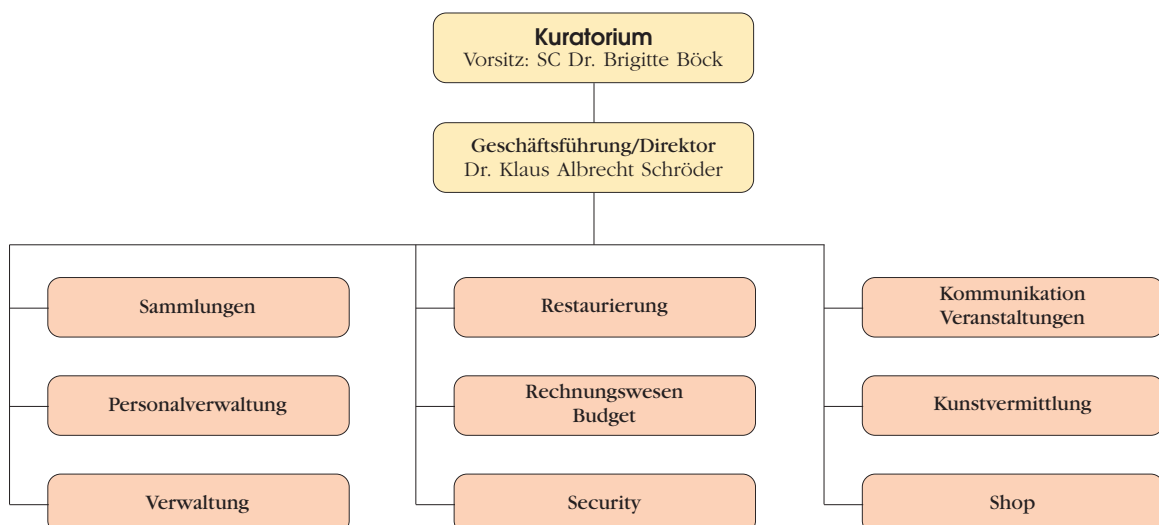 Kuratorium
Vorsitz: SC Dr. Brigitte Böck
Geschäftsführung/Direktor
Dr. Klaus Albrecht Schröder
Sammlungen
Restaurierung
Kommunikation
Veranstaltungen
Personalverwaltung
Rechnungswesen
Budget
Kunstvermittlung
Verwaltung
Security
Shop